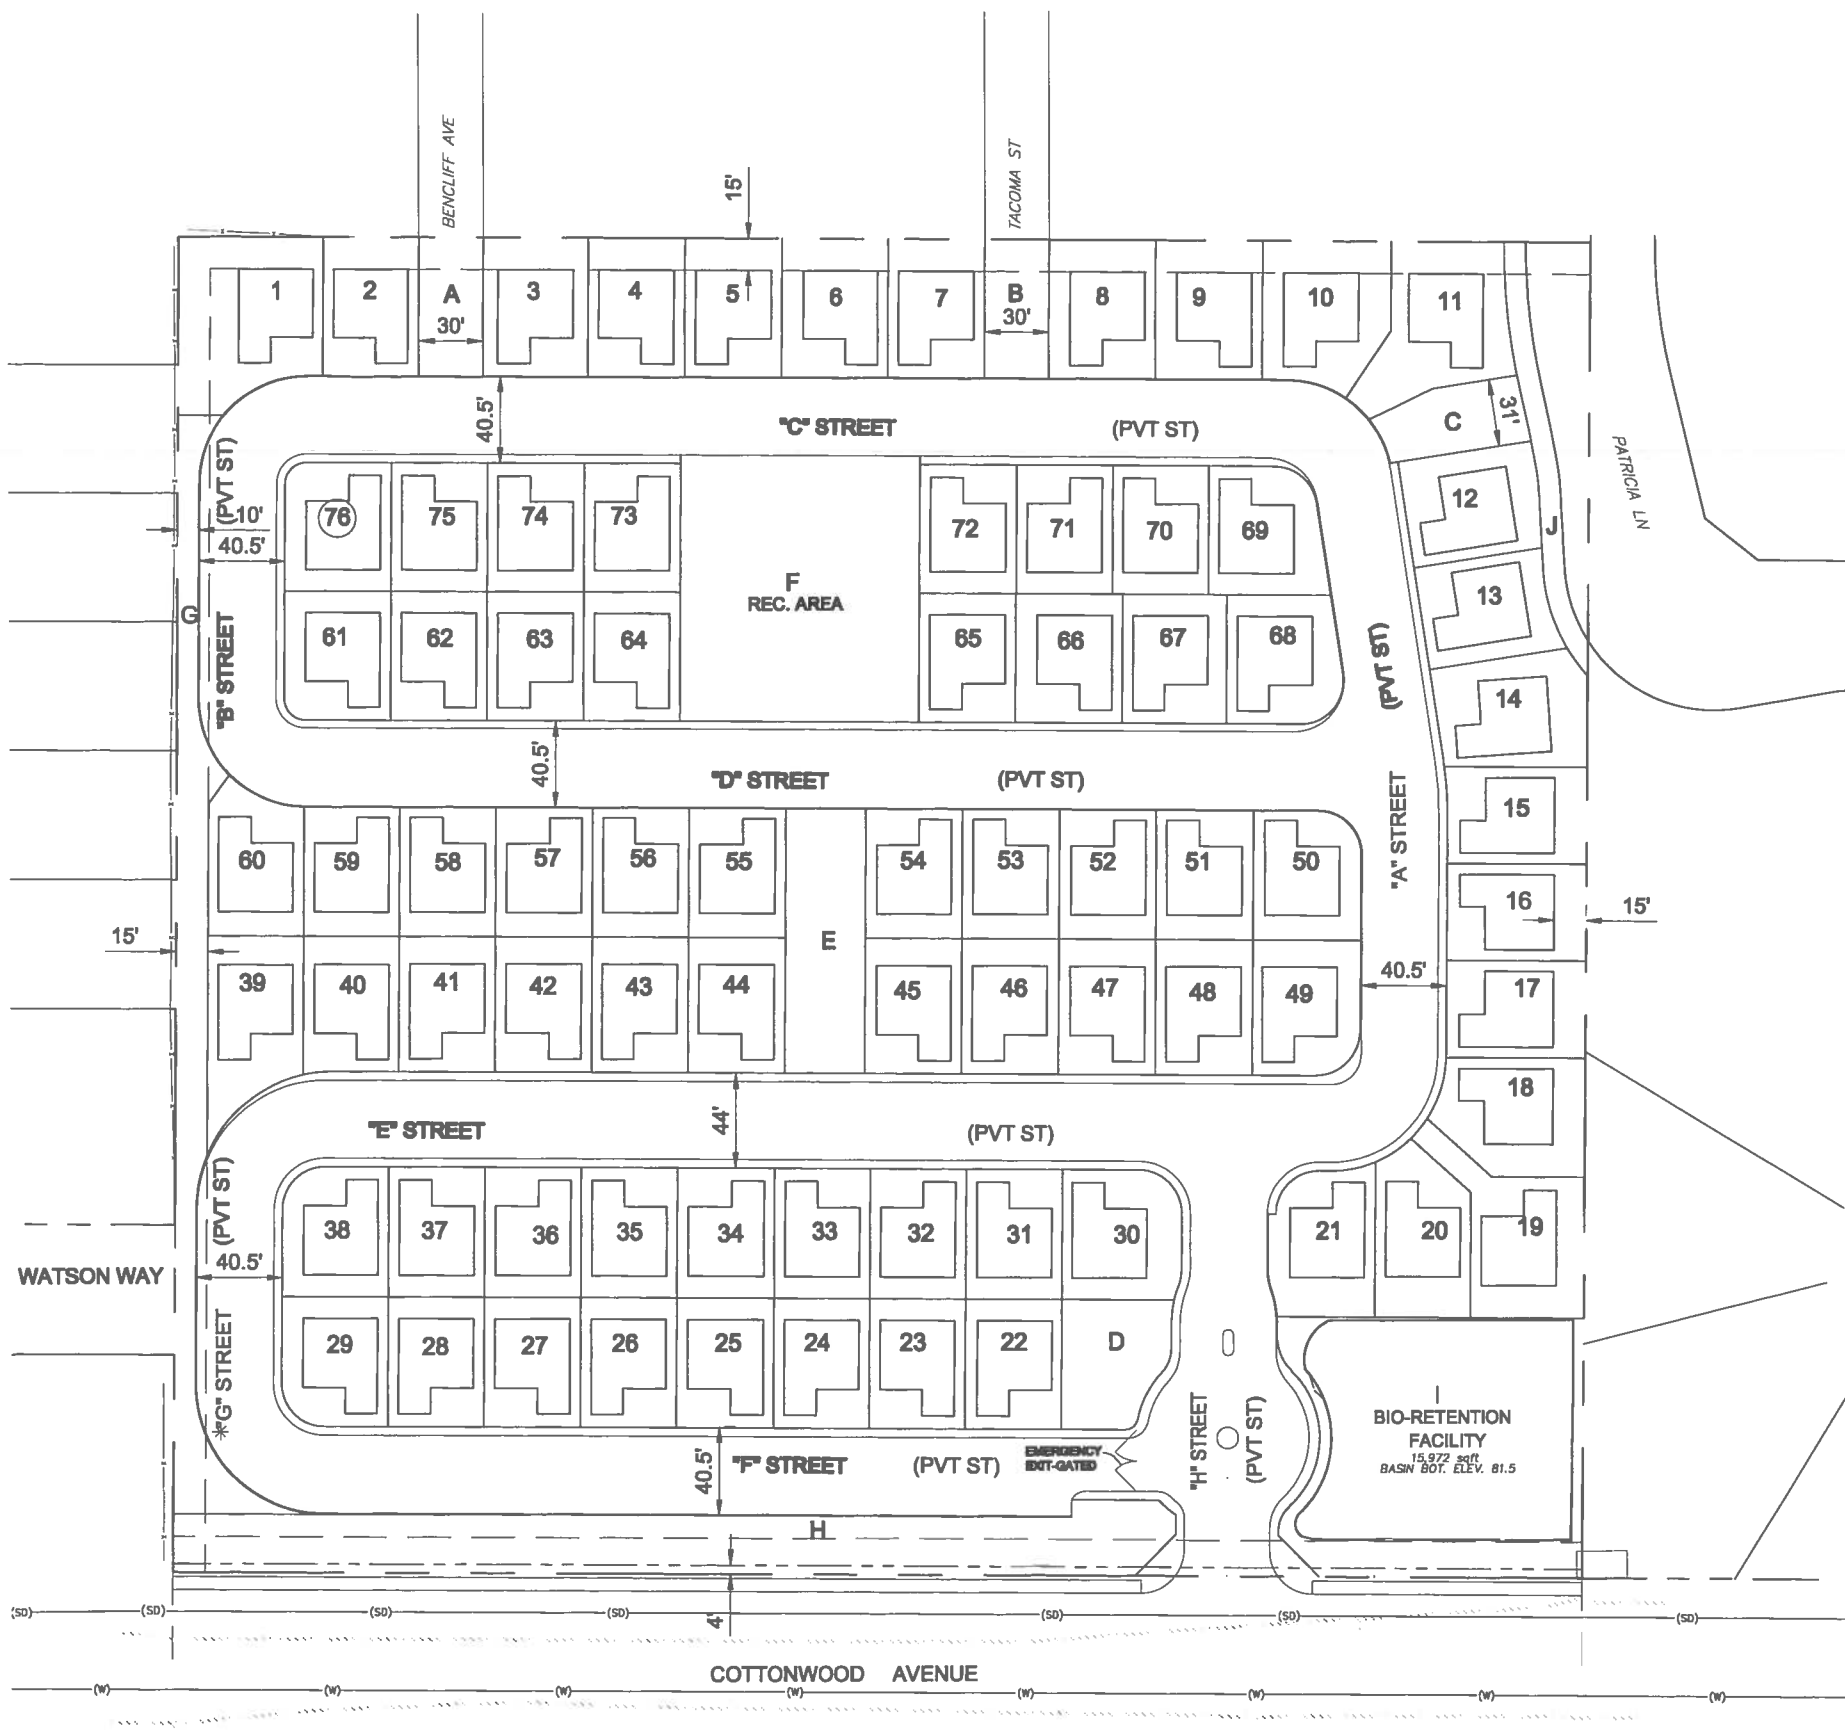 BENCLIFF AVE
TACOMA ST
15'
1
2
A
30'
3
4
5
6
7
B
30'
8
9
10
11
40.5'
"C" STREET
(PVT ST)
C
31'
PATRICIA LN
(PVT ST)
10'
40.5'
76
75
74
73
72
71
70
69
12
J
F
REC. AREA
13
G
"B" STREET
61
62
63
64
65
66
67
68
(PVT ST)
14
40.5'
"D" STREET
(PVT ST)
"A" STREET
15
60
59
58
57
56
55
54
53
52
51
50
16
15'
15'
E
39
40
41
42
43
44
45
46
47
48
49
40.5'
17
18
"E" STREET
44'
(PVT ST)
(PVT ST)
38
37
36
35
34
33
32
31
30
21
20
19
WATSON WAY
40.5'
*"G" STREET
29
28
27
26
25
24
23
22
D
"H" STREET
(PVT ST)
I
BIO-RETENTION
FACILITY
15,972 sqft
BASIN BOT. ELEV. 81.5
40.5'
"F" STREET
(PVT ST)
EMERGENCY
EXIT-GATED
H
4'
(SD)
(SD)
(SD)
(SD)
(SD)
(SD)
(SD)
COTTONWOOD AVENUE
(W)
(W)
(W)
(W)
(W)
(W)
(W)
(W)